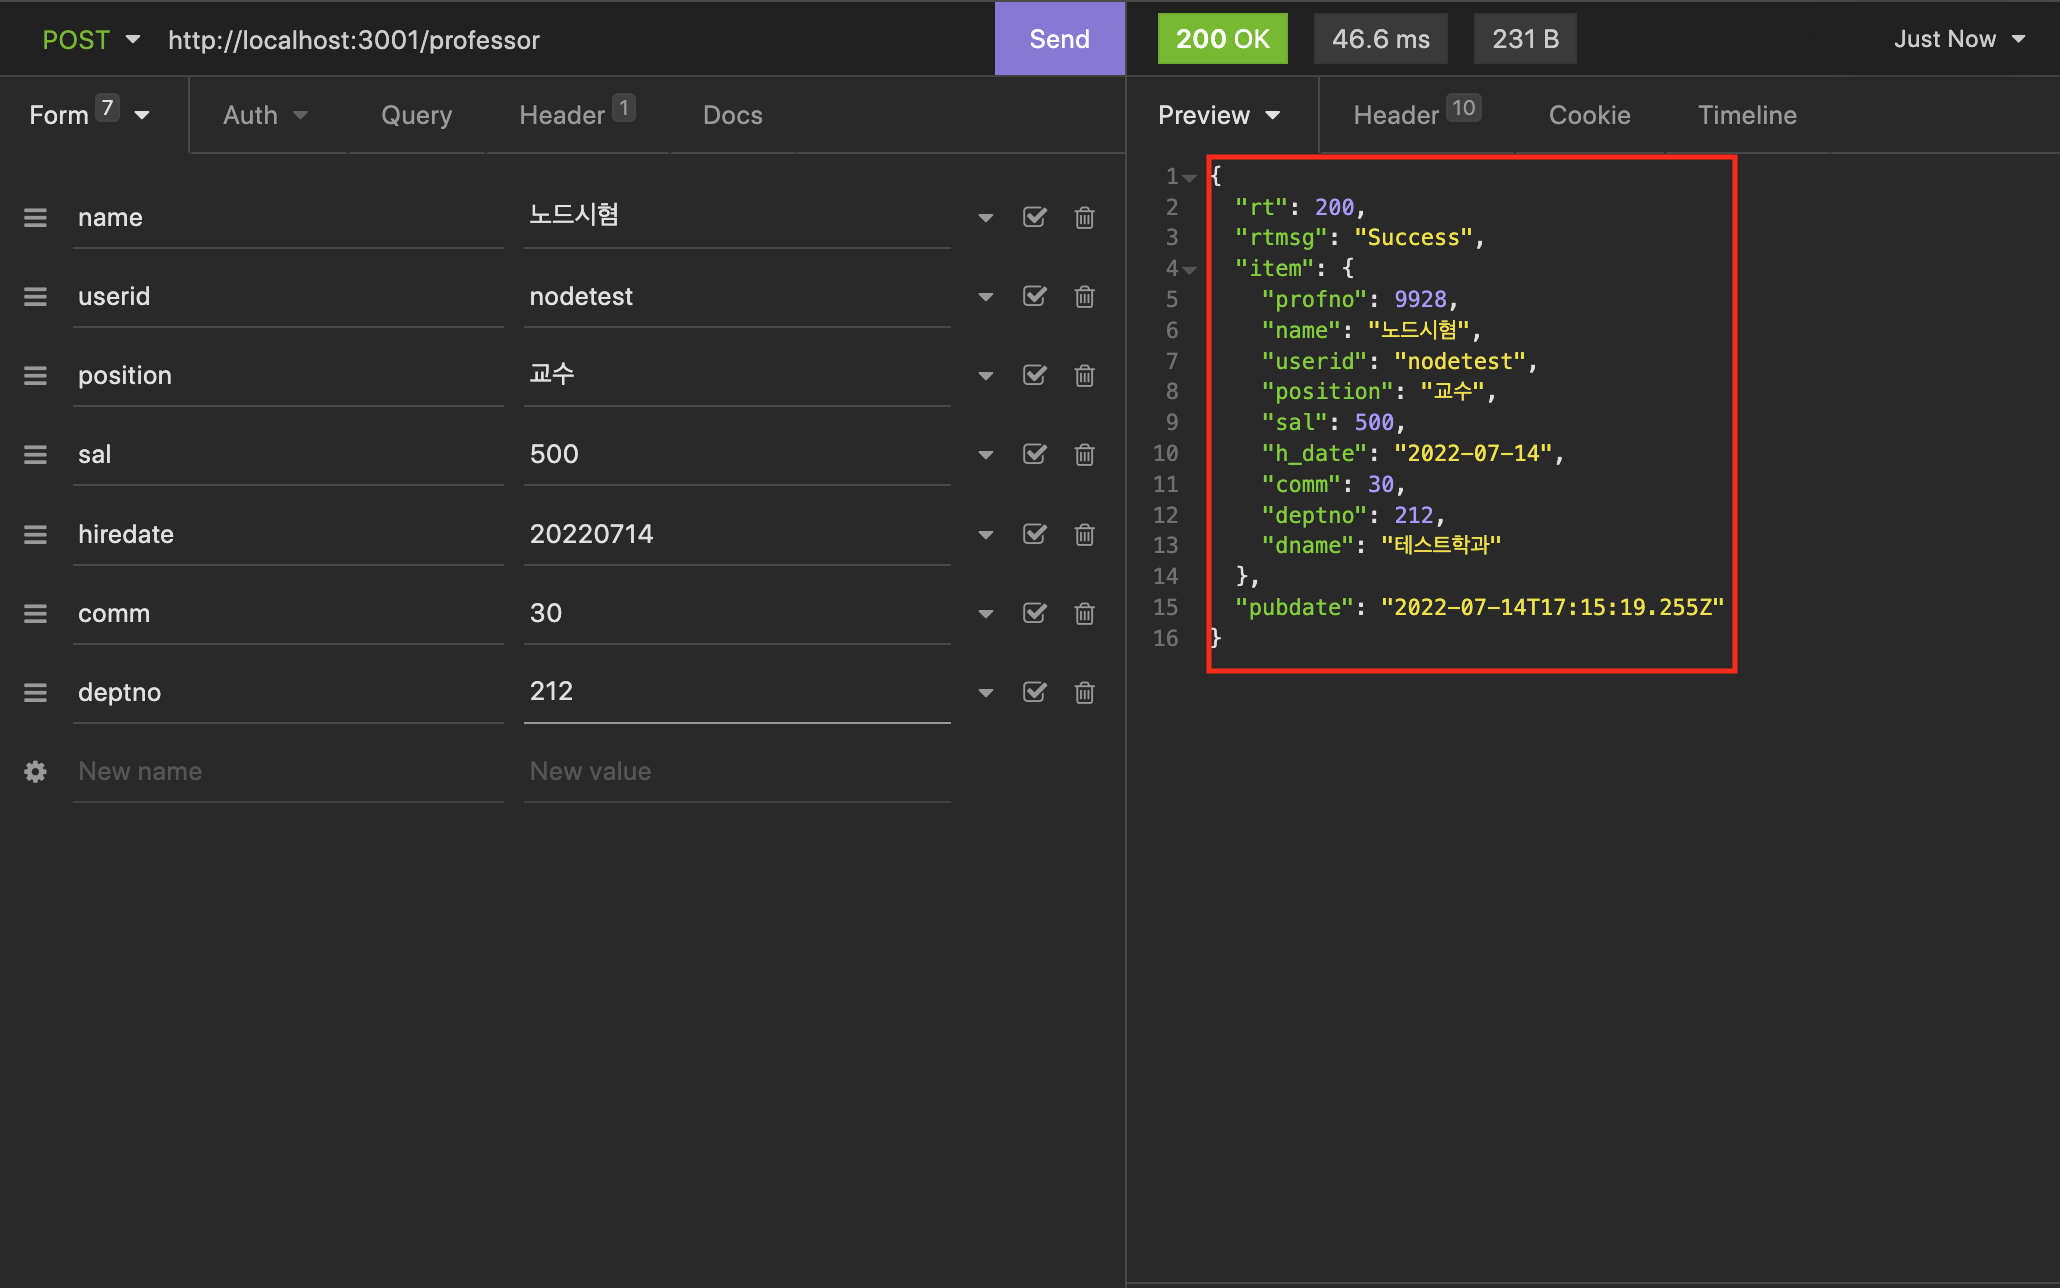 POST http://localhost:3001/professor Send
200 OK 46.6 ms 231 B Just Now
Form 7 Auth Query Header 1 Docs
Preview Header 10 Cookie Timeline
name 노드시혐
userid nodetest
position 교수
sal 500
hiredate 20220714
comm 30
deptno 212
New name New value
1 {
2 "rt": 200,
3 "rtmsg": "Success",
4 "item": {
5 "profno": 9928,
6 "name": "노드시혐",
7 "userid": "nodetest",
8 "position": "교수",
9 "sal": 500,
10 "h_date": "2022-07-14",
11 "comm": 30,
12 "deptno": 212,
13 "dname": "테스트학과"
14 },
15 "pubdate": "2022-07-14T17:15:19.255Z"
16 }